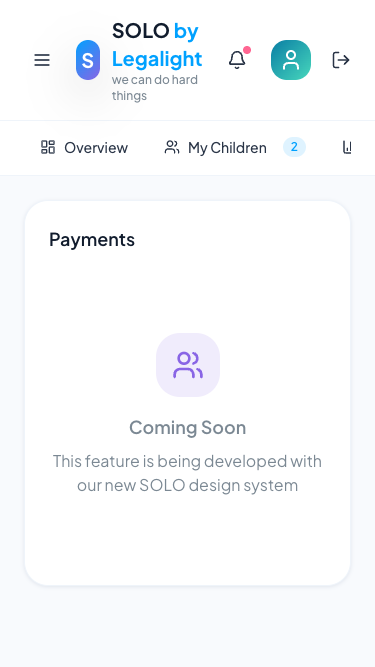 S
SOLO by
Legalight
we can do hard
things
Overview
My Children
2
Payments
Coming Soon
This feature is being developed with
our new SOLO design system